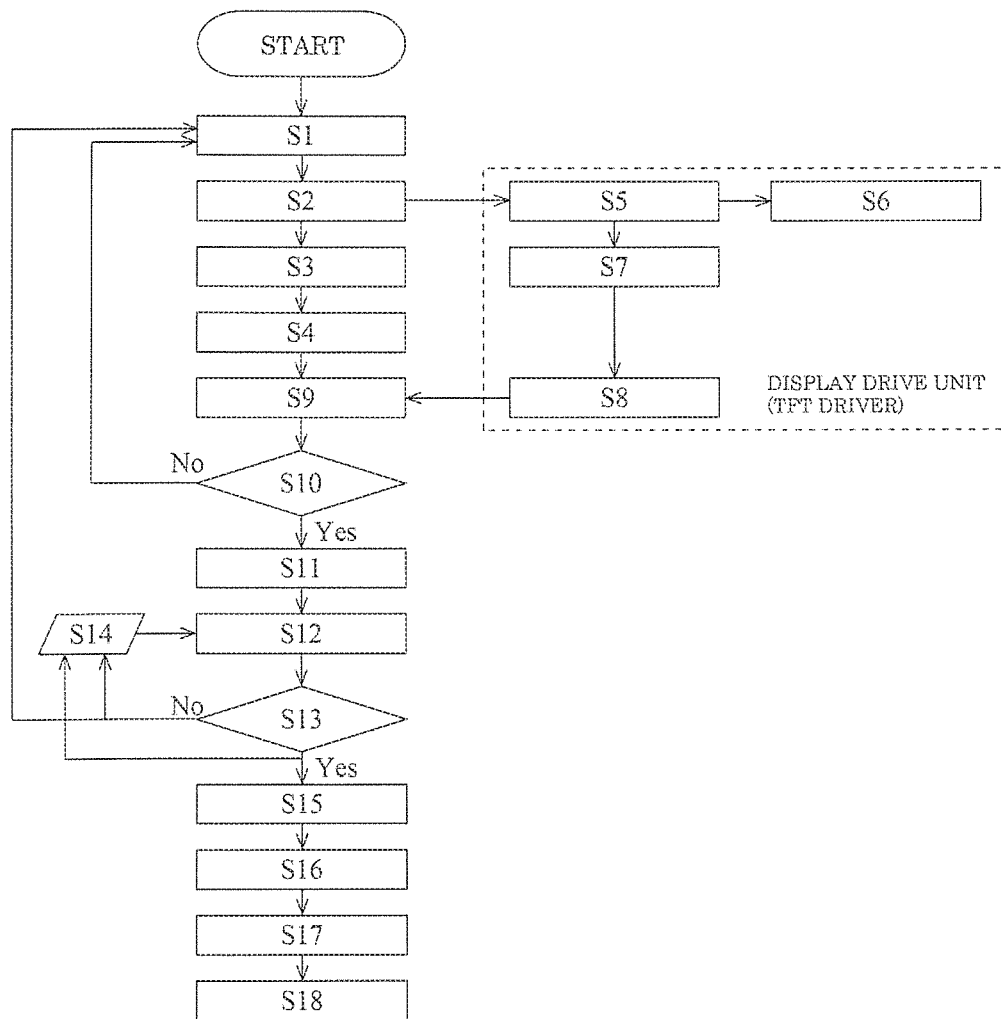 START
S1
S2
S5
S6
S3
S7
S4
S9
S8
DISPLAY DRIVE UNIT
(TFT DRIVER)
No
S10
Yes
S11
S14
S12
No
S13
Yes
S15
S16
S17
S18